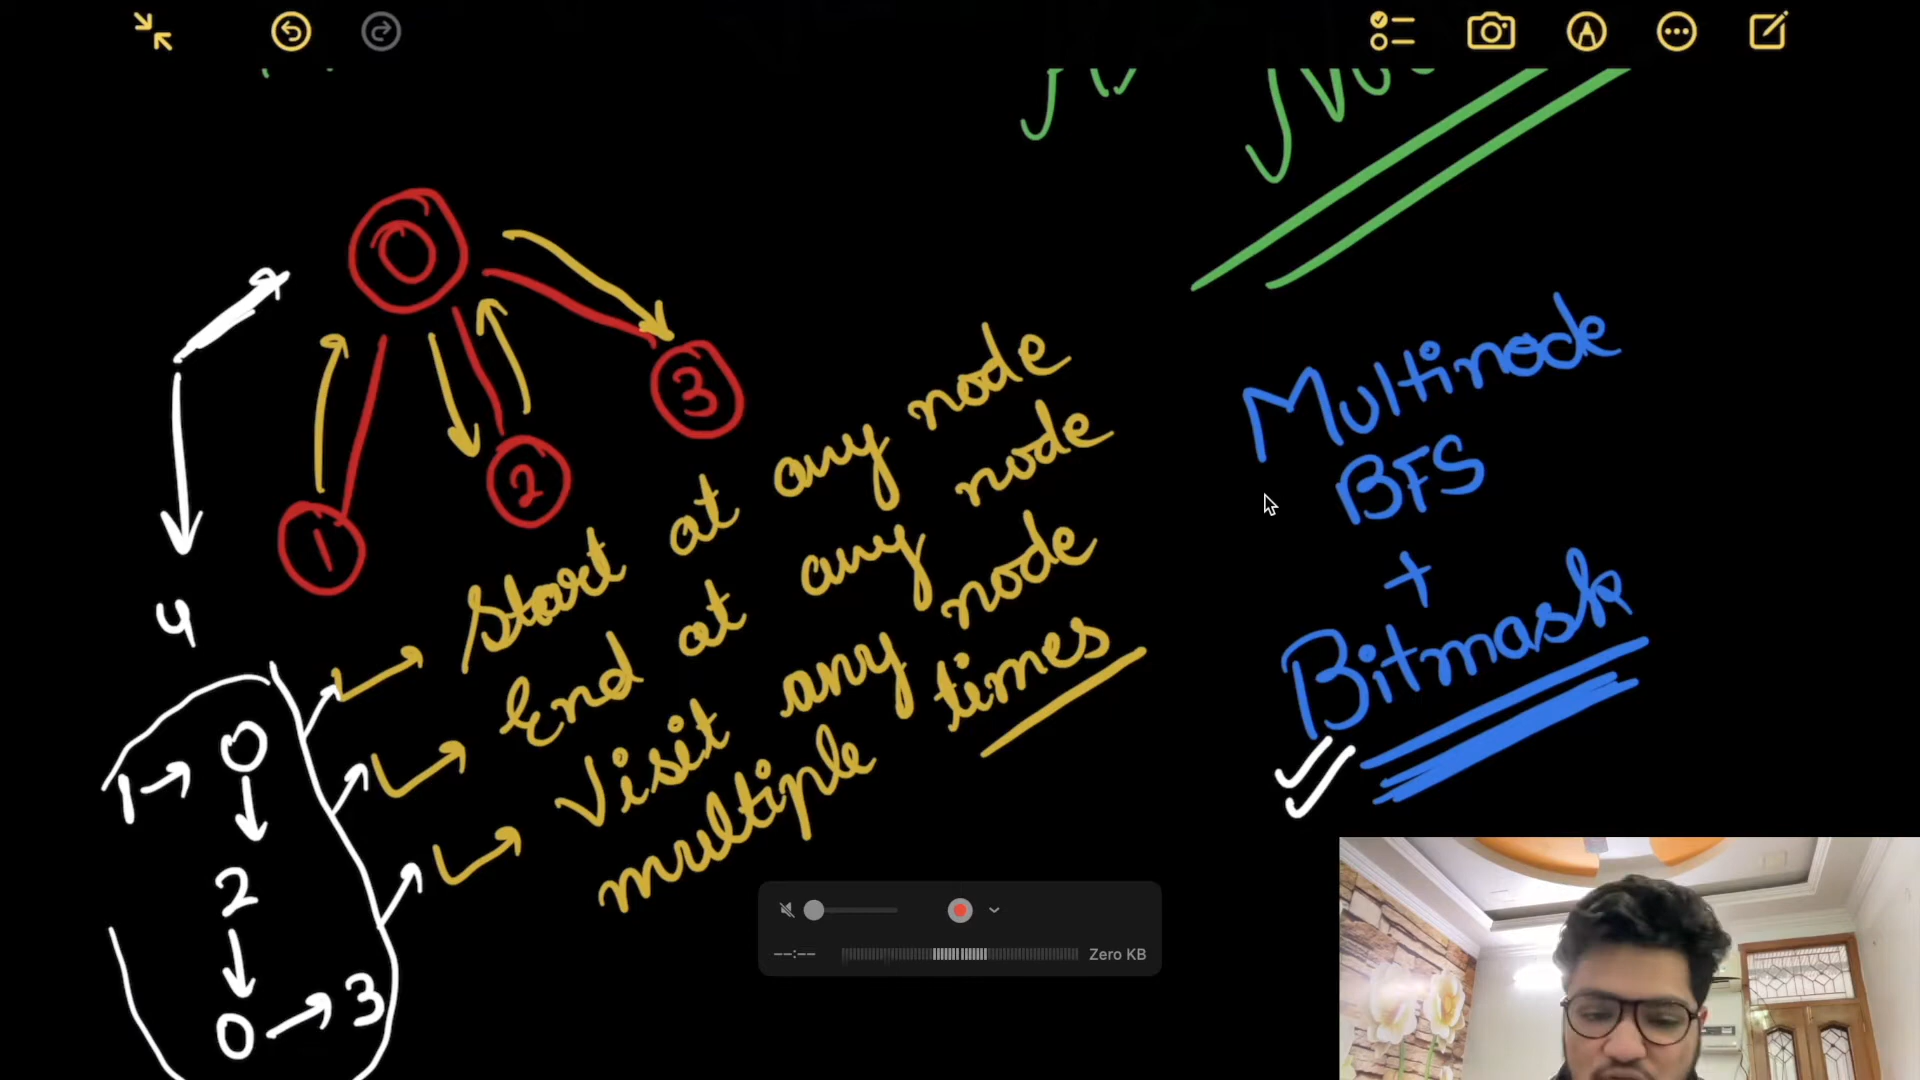 0
3
2
1
4
Start at any node
End at any node
Visit any node
multiple times
1 → 0
2
0 → 3
Multinode
BFS
+
Bitmask
--:--
Zero KB